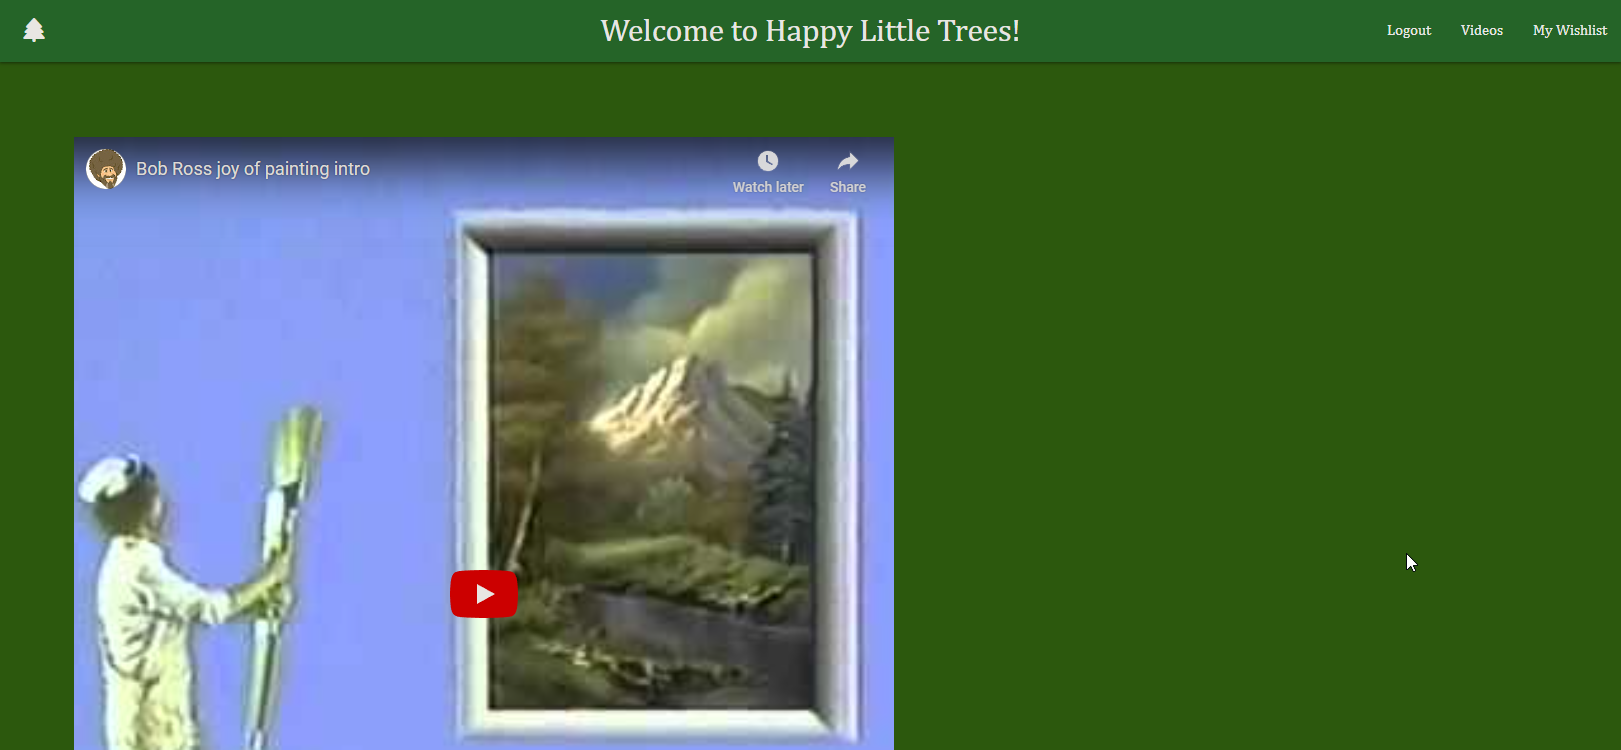 Welcome to Happy Little Trees!
Logout
Videos
My Wishlist
Bob Ross joy of painting intro
Watch later
Share